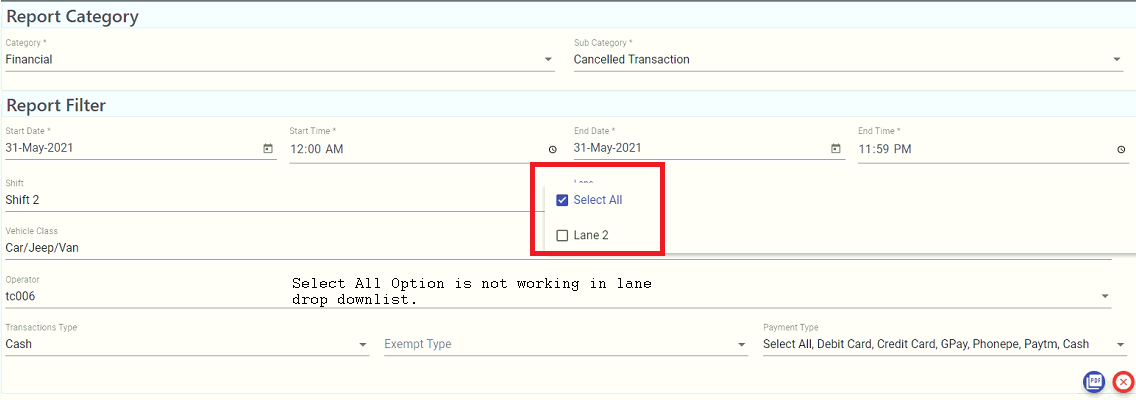 Report Category
Category *
Sub Category *
Financial
Cancelled Transaction
Report Filter
Start Date *
Start Time *
End Date *
End Time *
31-May-2021
12:00 AM
31-May-2021
11:59 PM
Shift
Lane
Shift 2
Select All
Lane 2
Vehicle Class
Car/Jeep/Van
Operator
tc006
Select All Option is not working in lane
drop downlist.
Transactions Type
Cash
Exempt Type
Payment Type
Select All, Debit Card, Credit Card, GPay, Phonepe, Paytm, Cash
PDF